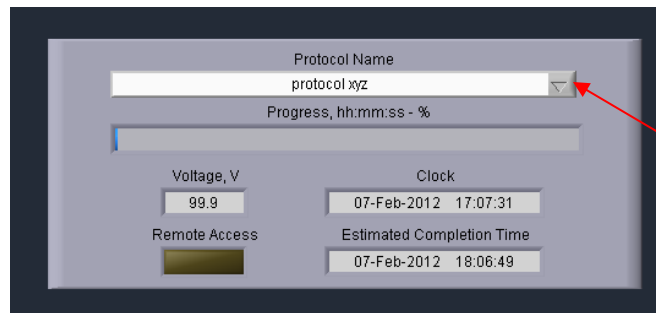 Protocol Name
protocol xyz
Progress, hh:mm:ss - %
Voltage, V
Clock
99.9
07-Feb-2012 17:07:31
Remote Access
Estimated Completion Time
07-Feb-2012 18:06:49